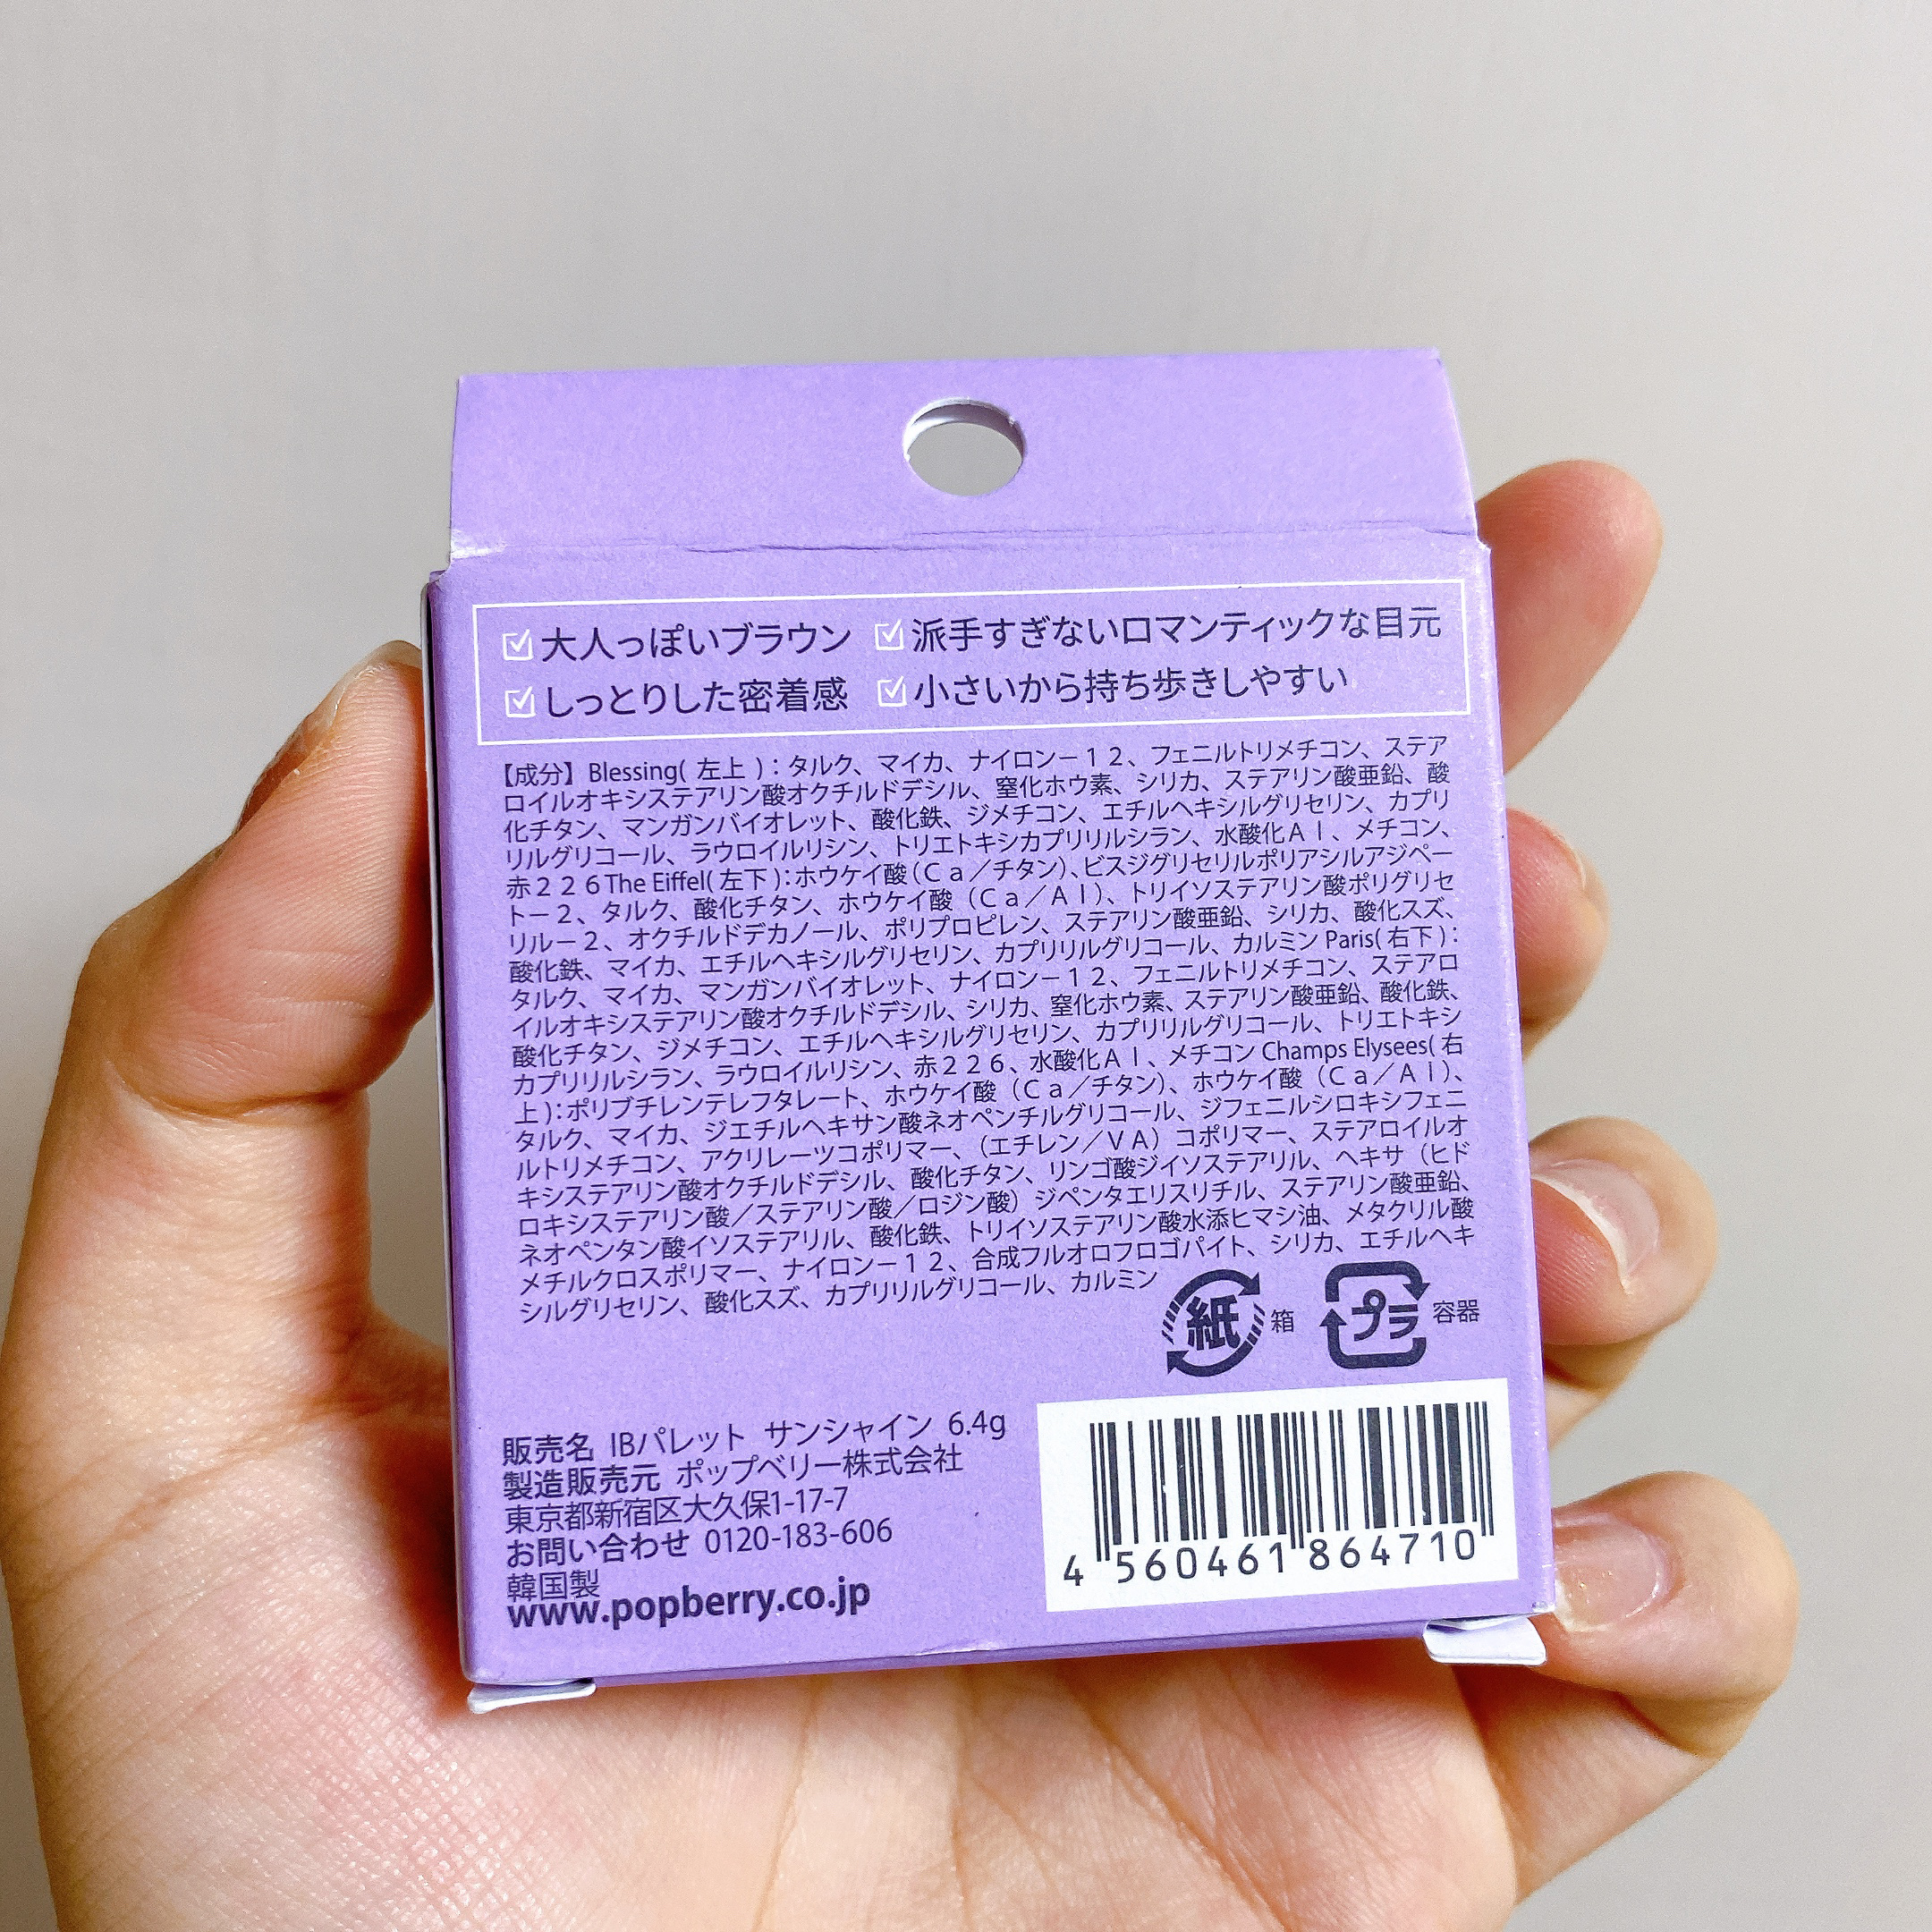 大人っぽいブラウン 派手すぎないロマンティックな目元
しっとりした密着感 小さいから持ち歩きしやすい
【成分】Blessing( 左上 )：タルク、マイカ、ナイロン－１２、フェニルトリメチコン、ステア
ロイルオキシステアリン酸オクチルドデシル、窒化ホウ素、シリカ、ステアリン酸亜鉛、酸
化チタン、マンガンバイオレット、酸化鉄、ジメチコン、エチルヘキシルグリセリン、カプリ
リルグリコール、ラウロイルリシン、トリエトキシカプリリルシラン、水酸化Ａｌ、メチコン、
赤２２６The Eiffel( 左下 )：ホウケイ酸（Ｃａ／チタン）、ビスジグリセリルポリアシルアジペー
ト－２、タルク、酸化チタン、ホウケイ酸（Ｃａ／Ａｌ）、トリイソステアリン酸ポリグリセ
リル－２、オクチルドデカノール、ポリプロピレン、ステアリン酸亜鉛、シリカ、酸化スズ、
酸化鉄、マイカ、エチルヘキシルグリセリン、カプリリルグリコール、カルミン Paris( 右下 )：
タルク、マイカ、マンガンバイオレット、ナイロン－１２、フェニルトリメチコン、ステアロ
イルオキシステアリン酸オクチルドデシル、シリカ、窒化ホウ素、ステアリン酸亜鉛、酸化鉄、
酸化チタン、ジメチコン、エチルヘキシルグリセリン、カプリリルグリコール、トリエトキシ
カプリリルシラン、ラウロイルリシン、赤２２６、水酸化Ａｌ、メチコン Champs Elysees( 右
上 )：ポリブチレンテレフタレート、ホウケイ酸（Ｃａ／チタン）、ホウケイ酸（Ｃａ／Ａｌ）、
タルク、マイカ、ジエチルヘキサン酸ネオペンチルグリコール、ジフェニルシロキシフェニ
ルトリメチコン、アクリレーツコポリマー、（エチレン／ＶＡ）コポリマー、ステアロイルオ
キシステアリン酸オクチルドデシル、酸化チタン、リンゴ酸ジイソステアリル、ヘキサ（ヒド
ロキシステアリン酸／ステアリン酸／ロジン酸）ジペンタエリスリチル、ステアリン酸亜鉛、
ネオペンタン酸イソステアリル、酸化鉄、トリイソステアリン酸水添ヒマシ油、メタクリル酸
メチルクロスポリマー、ナイロン－１２、合成フルオロフロゴパイト、シリカ、エチルヘキ
シルグリセリン、酸化スズ、カプリリルグリコール、カルミン
紙 箱 プラ 容器
販売名 IBパレット サンシャイン 6.4g
製造販売元 ポップベリー株式会社
東京都新宿区大久保1-17-7
お問い合わせ 0120-183-606
韓国製
www.popberry.co.jp
4 560461 864710